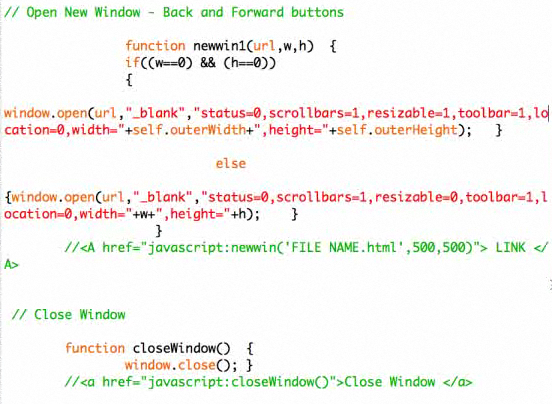 // Open New Window - Back and Forward buttons
function newwin1(url,w,h)  {
if((w==0) && (h==0))
{
window.open(url,"_blank","status=0,scrollbars=1,resizable=1,toolbar=1,lo
cation=0,width="+self.outerWidth+",height="+self.outerHeight);   }
else
{window.open(url,"_blank","status=0,scrollbars=1,resizable=0,toolbar=1,l
ocation=0,width="+w+",height="+h);    }
}
//<A href="javascript:newwin('FILE NAME.html',500,500)"> LINK </
A>
// Close Window
function closeWindow()  {
window.close(); }
//<a href="javascript:closeWindow()">Close Window </a>